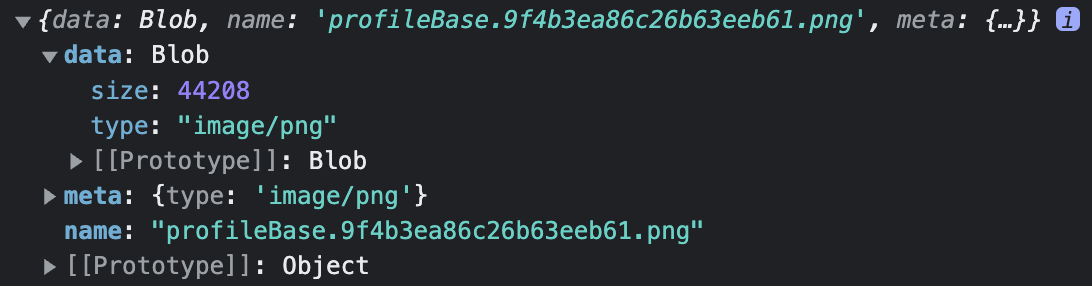 ▼{data: Blob, name: 'profileBase.9f4b3ea86c26b63eeb61.png', meta: {…}} i
▼data: Blob
size: 44208
type: "image/png"
▶[[Prototype]]: Blob
▶meta: {type: 'image/png'}
name: "profileBase.9f4b3ea86c26b63eeb61.png"
▶[[Prototype]]: Object